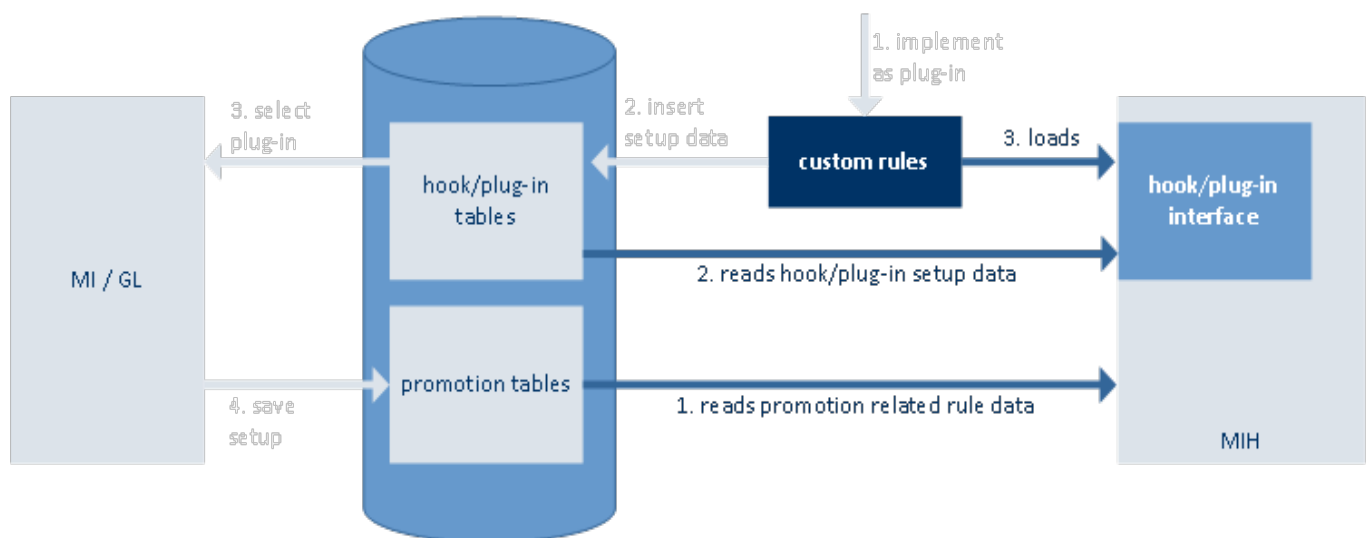 1. implement
as plug-in
3. select
plug-in
2. insert
setup data
custom rules
3. loads
hook/plug-in
tables
hook/plug-in
interface
MI / GL
2. reads hook/plug-in setup data
promotion tables
4. save
setup
1. reads promotion related rule data
MIH